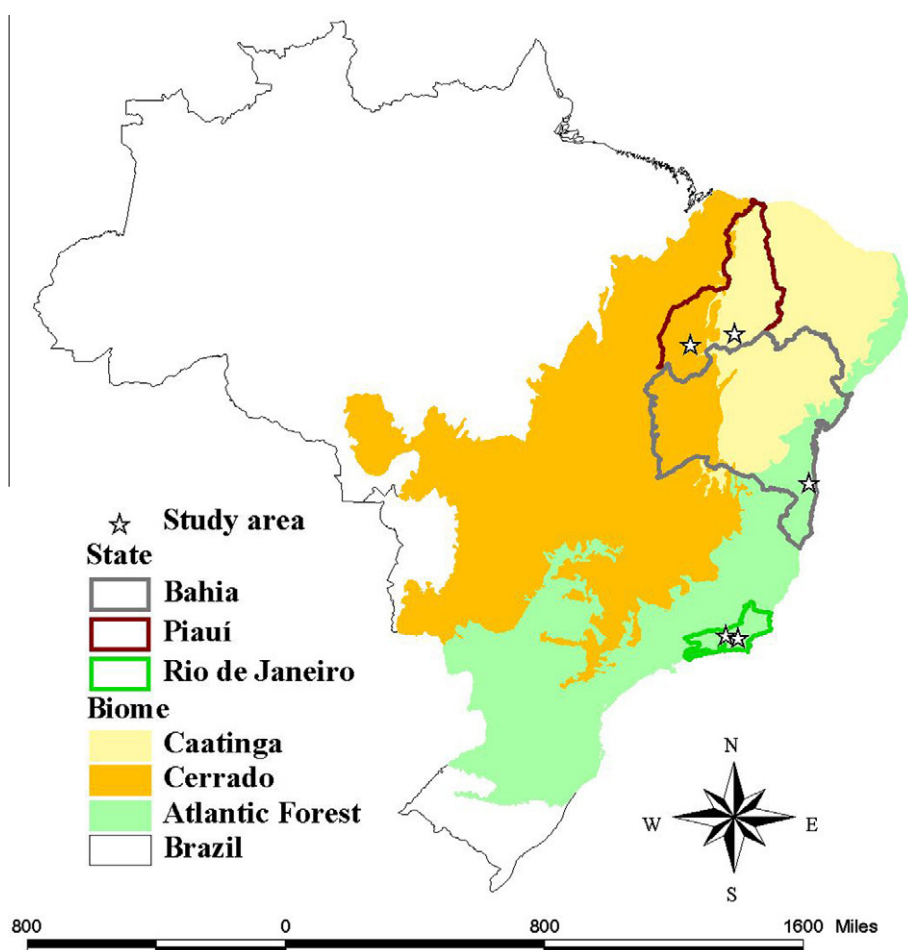 Study area
State
Bahia
Piauí
Rio de Janeiro
Biome
Caatinga
Cerrado
Atlantic Forest
Brazil
N
W E
S
800 0 800 1600 Miles